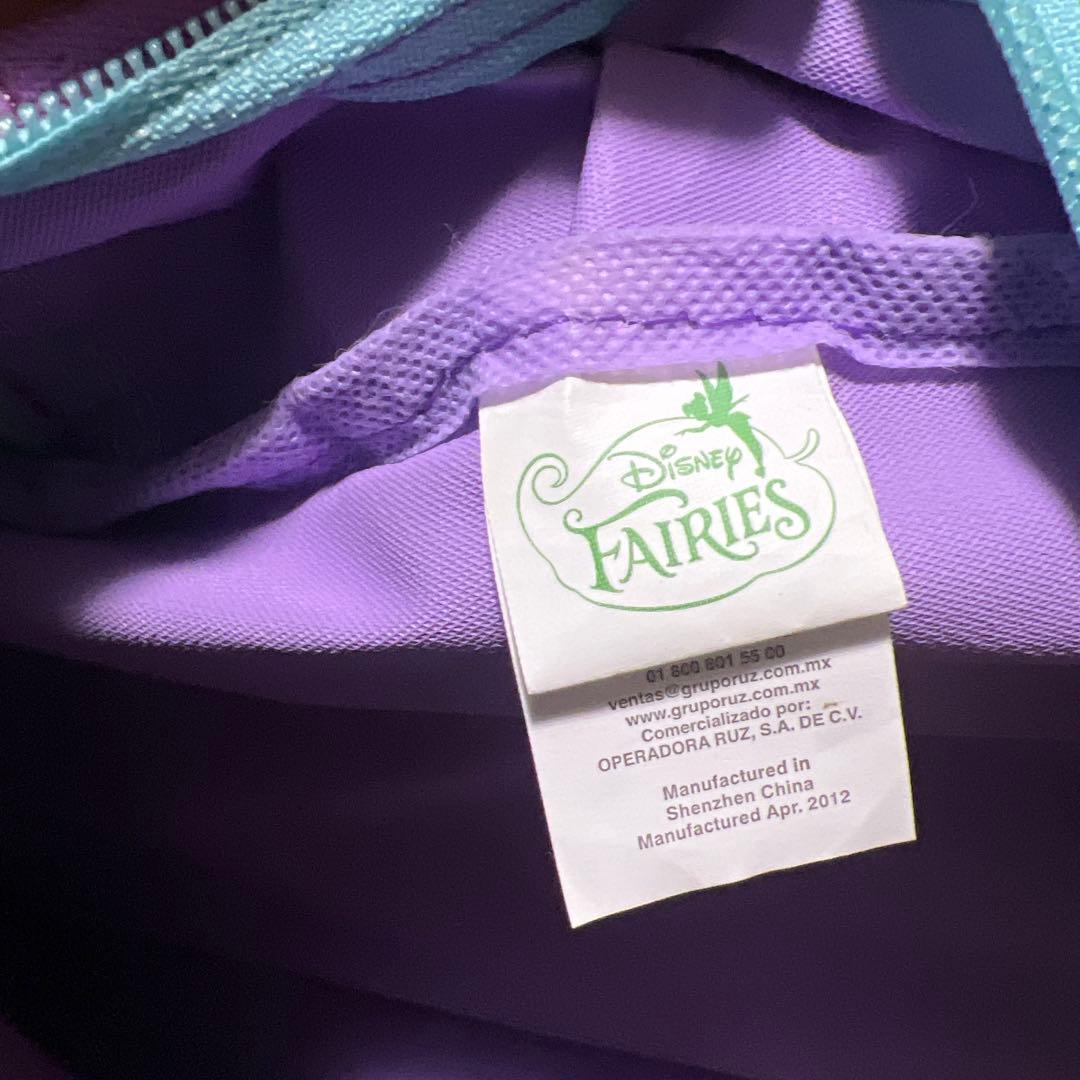 Disney
FAIRIES
01 800 801 55 00
ventas@gruporuz.com.mx
www.gruporuz.com.mx
Comercializado por:
OPERADORA RUZ, S.A. DE C.V.
Manufactured in
Shenzhen China
Manufactured Apr. 2012